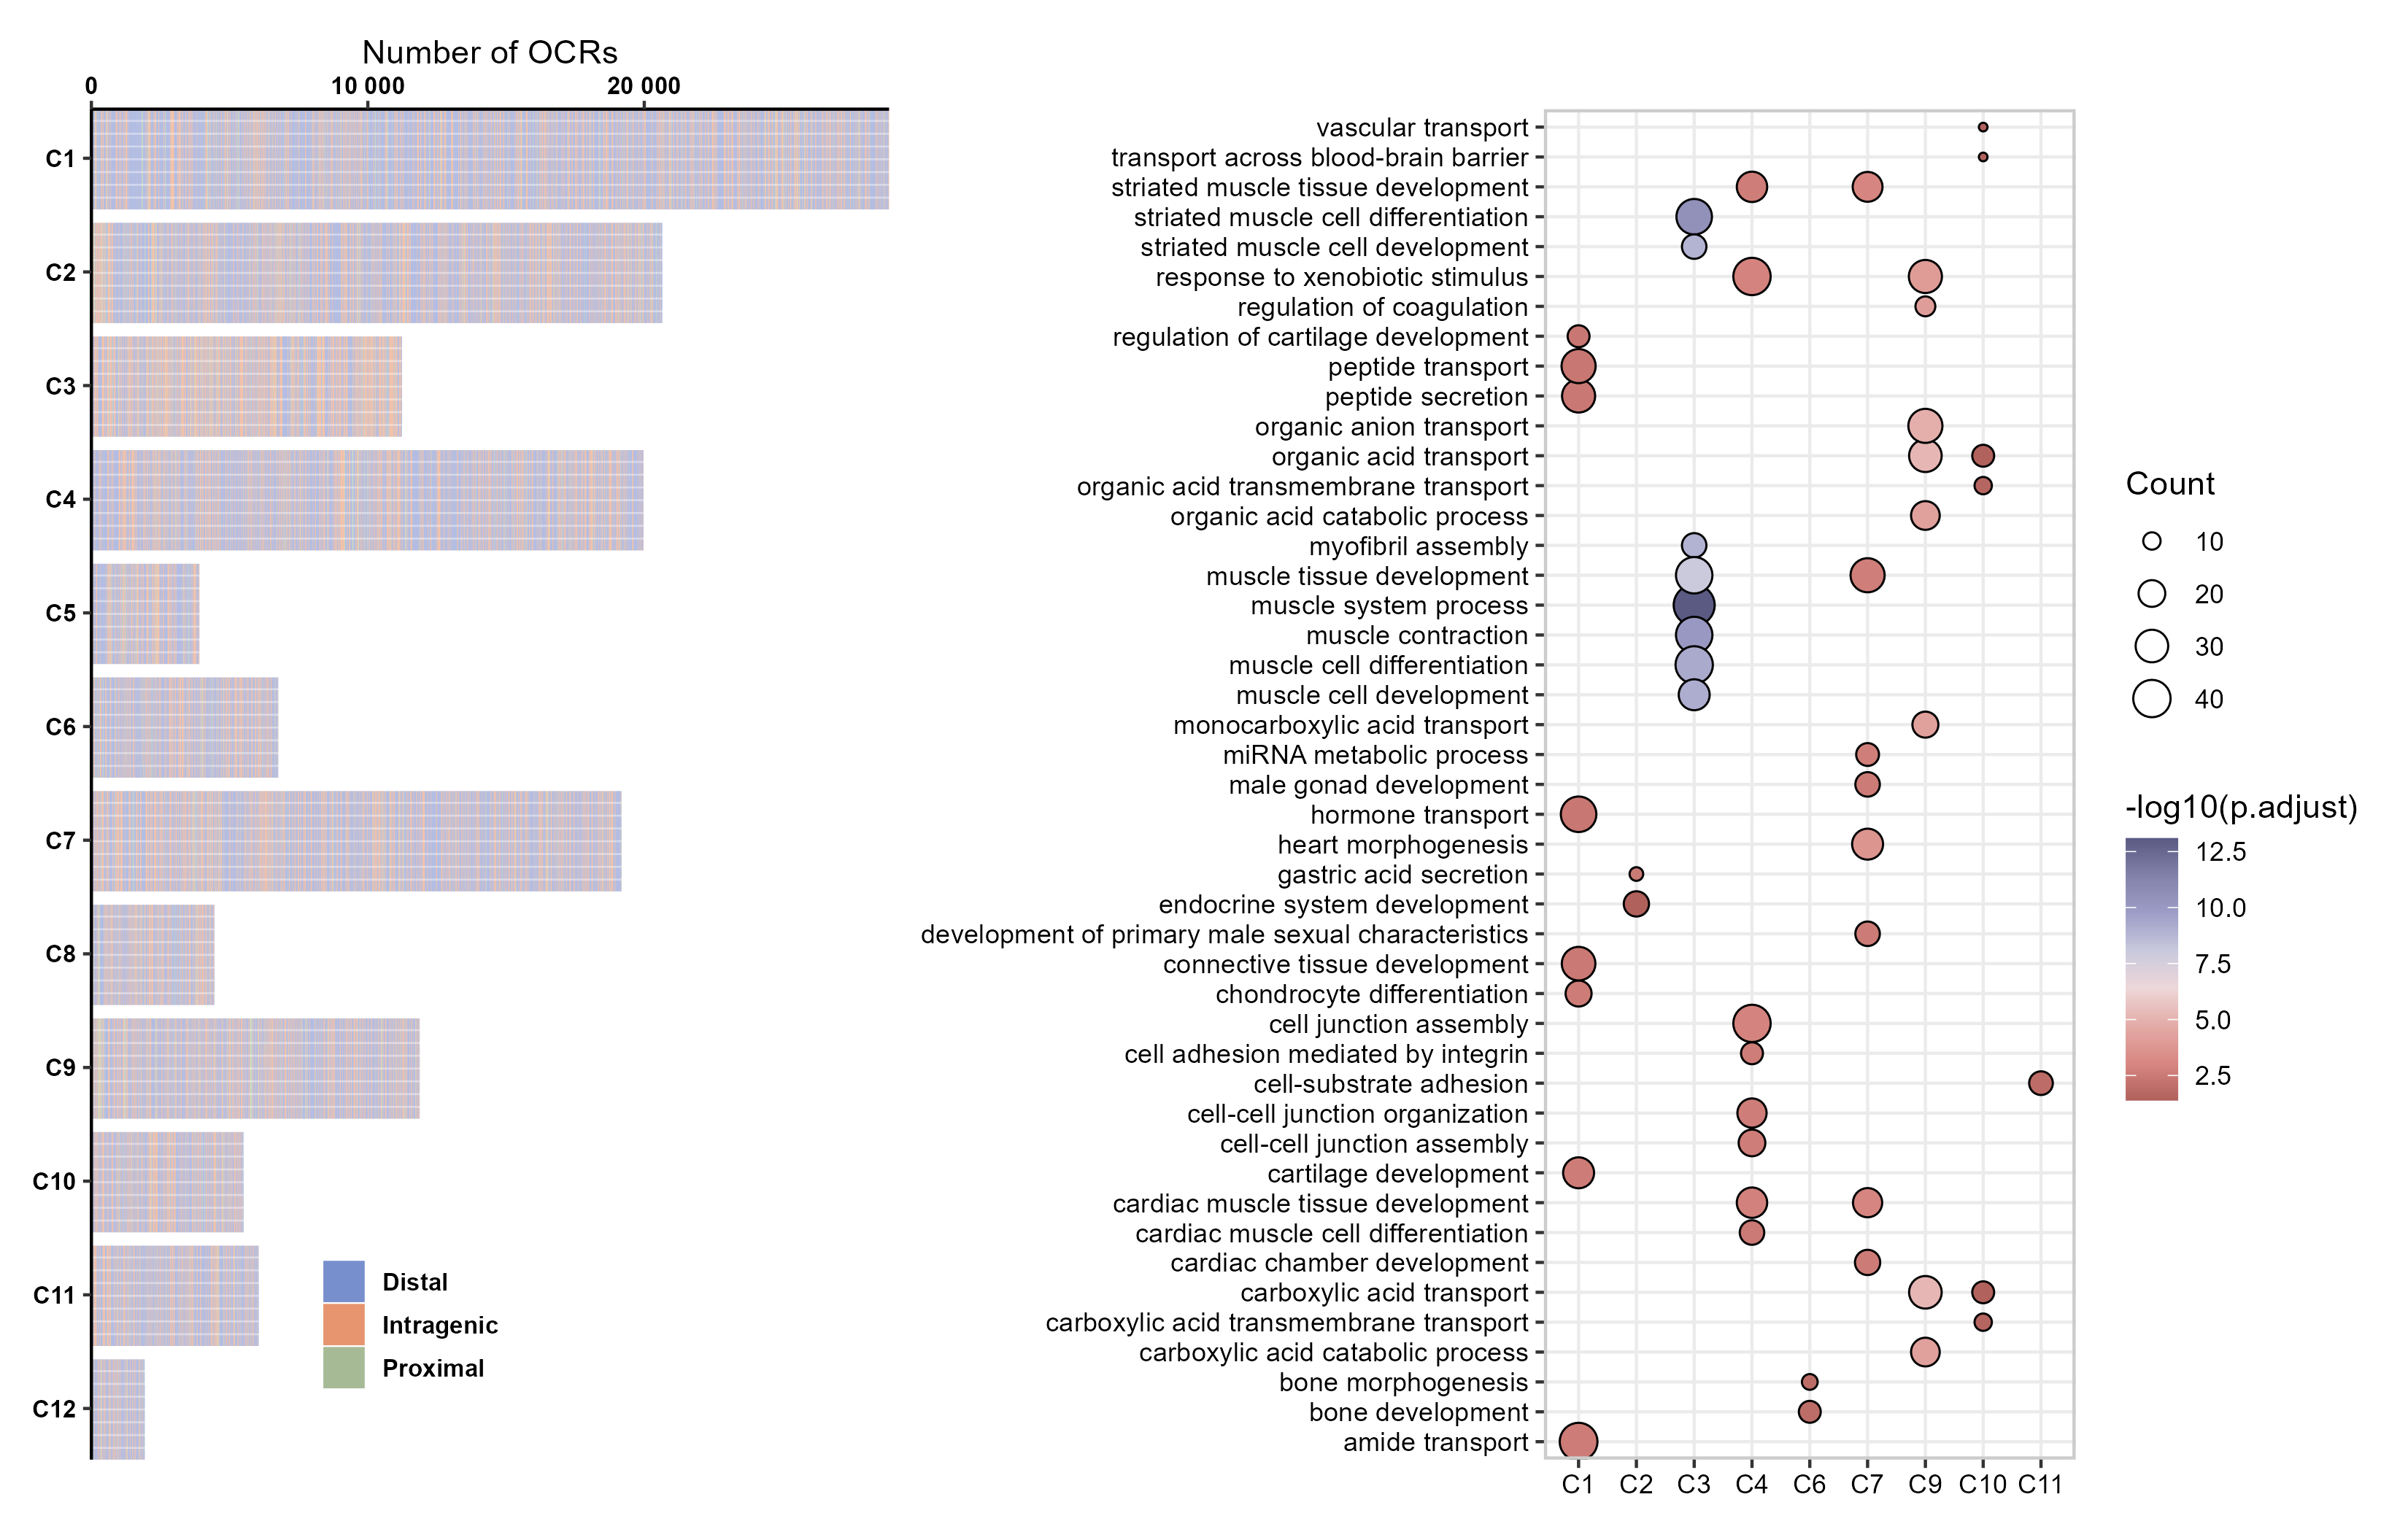 Number of OCRs
0
10 000
20 000
C1
C2
C3
C4
C5
C6
C7
C8
C9
C10
C11
C12
Distal
Intragenic
Proximal
vascular transport
transport across blood-brain barrier
striated muscle tissue development
striated muscle cell differentiation
striated muscle cell development
response to xenobiotic stimulus
regulation of coagulation
regulation of cartilage development
peptide transport
peptide secretion
organic anion transport
organic acid transport
organic acid transmembrane transport
organic acid catabolic process
myofibril assembly
muscle tissue development
muscle system process
muscle contraction
muscle cell differentiation
muscle cell development
monocarboxylic acid transport
miRNA metabolic process
male gonad development
hormone transport
heart morphogenesis
gastric acid secretion
endocrine system development
development of primary male sexual characteristics
connective tissue development
chondrocyte differentiation
cell junction assembly
cell adhesion mediated by integrin
cell-substrate adhesion
cell-cell junction organization
cell-cell junction assembly
cartilage development
cardiac muscle tissue development
cardiac muscle cell differentiation
cardiac chamber development
carboxylic acid transport
carboxylic acid transmembrane transport
carboxylic acid catabolic process
bone morphogenesis
bone development
amide transport
C1 C2 C3 C4 C6 C7 C9 C10 C11
Count
10
20
30
40
-log10(p.adjust)
12.5
10.0
7.5
5.0
2.5